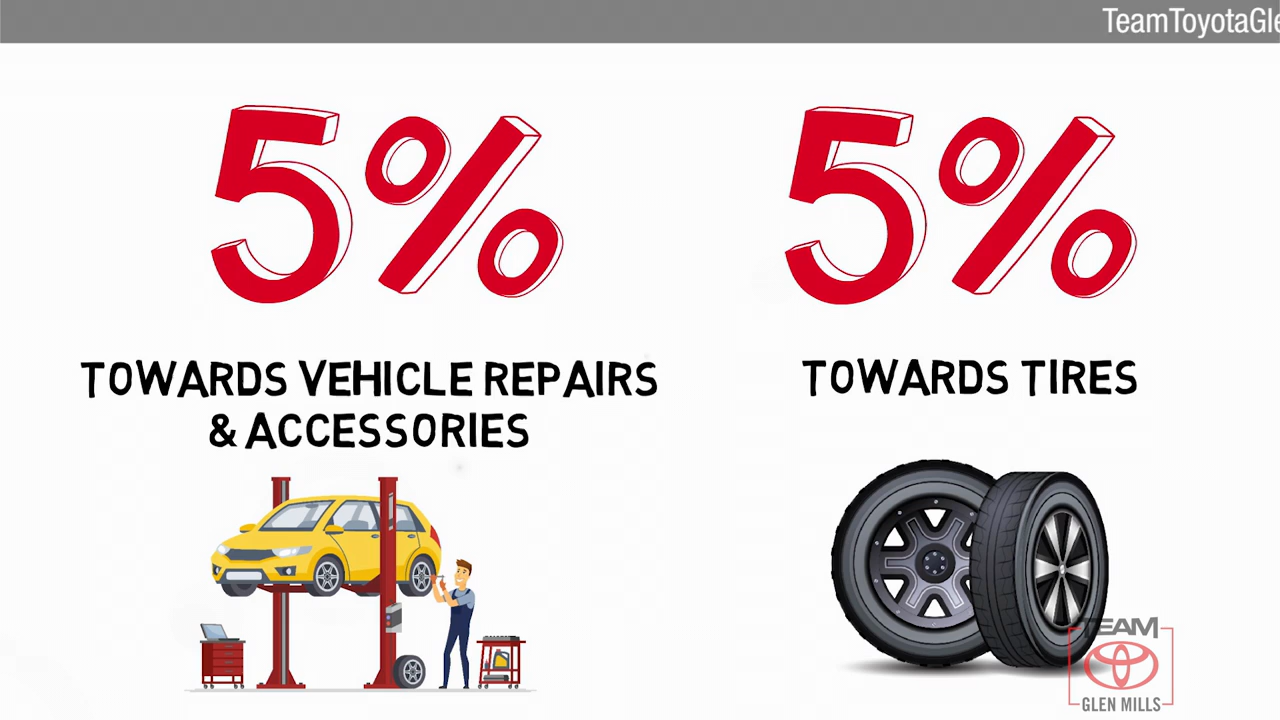 TeamToyotaGle
5% 5%
TOWARDS VEHICLE REPAIRS
& ACCESSORIES
TOWARDS TIRES
TEAM
GLEN MILLS